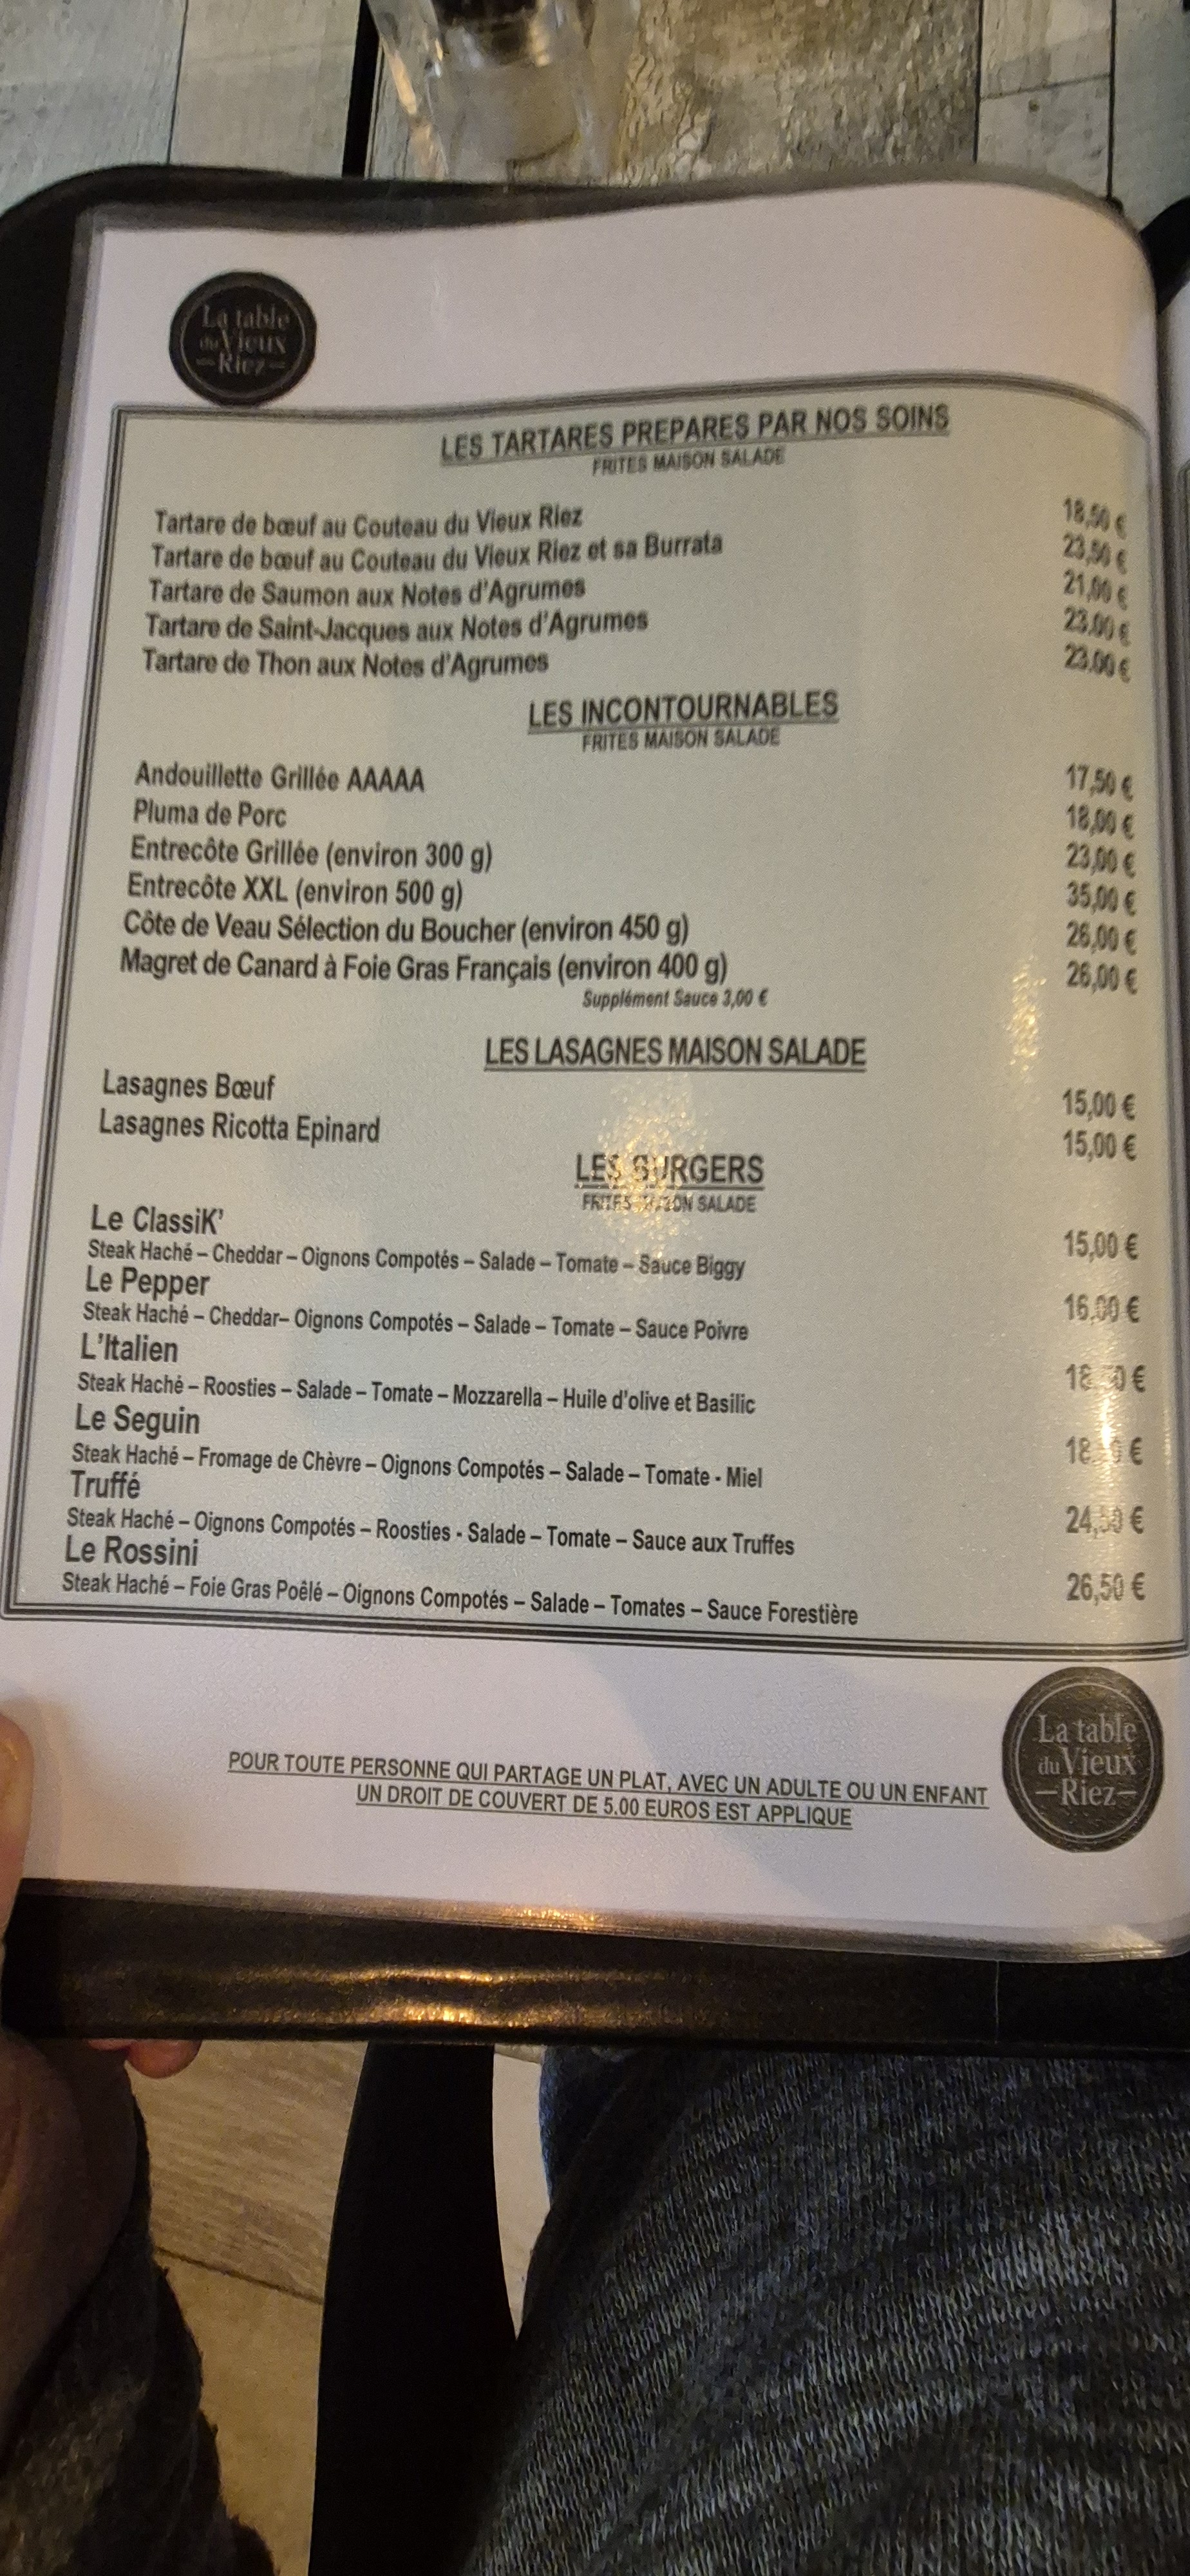 La table
du Vieux
Riez
LES TARTARES PREPARES PAR NOS SOINS
FRITES MAISON SALADE
Tartare de bœuf au Couteau du Vieux Riez 18,50 €
Tartare de bœuf au Couteau du Vieux Riez et sa Burrata 23,50 €
Tartare de Saumon aux Notes d'Agrumes 21,00 €
Tartare de Saint-Jacques aux Notes d'Agrumes 23.00 €
Tartare de Thon aux Notes d'Agrumes 23.00 €
LES INCONTOURNABLES
FRITES MAISON SALADE
Andouillette Grillée AAAAA 17,50 €
Pluma de Porc 18,00 €
Entrecôte Grillée (environ 300 g) 23,00 €
Entrecôte XXL (environ 500 g) 35,00 €
Côte de Veau Sélection du Boucher (environ 450 g) 26,00 €
Magret de Canard à Foie Gras Français (environ 400 g) 26,00 €
Supplément Sauce 3,00 €
LES LASAGNES MAISON SALADE
Lasagnes Bœuf 15,00 €
Lasagnes Ricotta Epinard 15,00 €
LES BURGERS
FRITES MAISON SALADE
Le ClassiK' 15,00 €
Steak Haché – Cheddar – Oignons Compotés – Salade – Tomate – Sauce Biggy
Le Pepper 16.00 €
Steak Haché – Cheddar– Oignons Compotés – Salade – Tomate – Sauce Poivre
L'Italien
Steak Haché – Roosties – Salade – Tomate – Mozzarella – Huile d'olive et Basilic
Le Seguin
Steak Haché – Fromage de Chèvre – Oignons Compotés – Salade – Tomate - Miel
Truffé
Steak Haché – Oignons Compotés – Roosties - Salade – Tomate – Sauce aux Truffes
Le Rossini 26,50 €
Steak Haché – Foie Gras Poêlé – Oignons Compotés – Salade – Tomates – Sauce Forestière
POUR TOUTE PERSONNE QUI PARTAGE UN PLAT, AVEC UN ADULTE OU UN ENFANT
UN DROIT DE COUVERT DE 5.00 EUROS EST APPLIQUE
La table
du Vieux
Riez